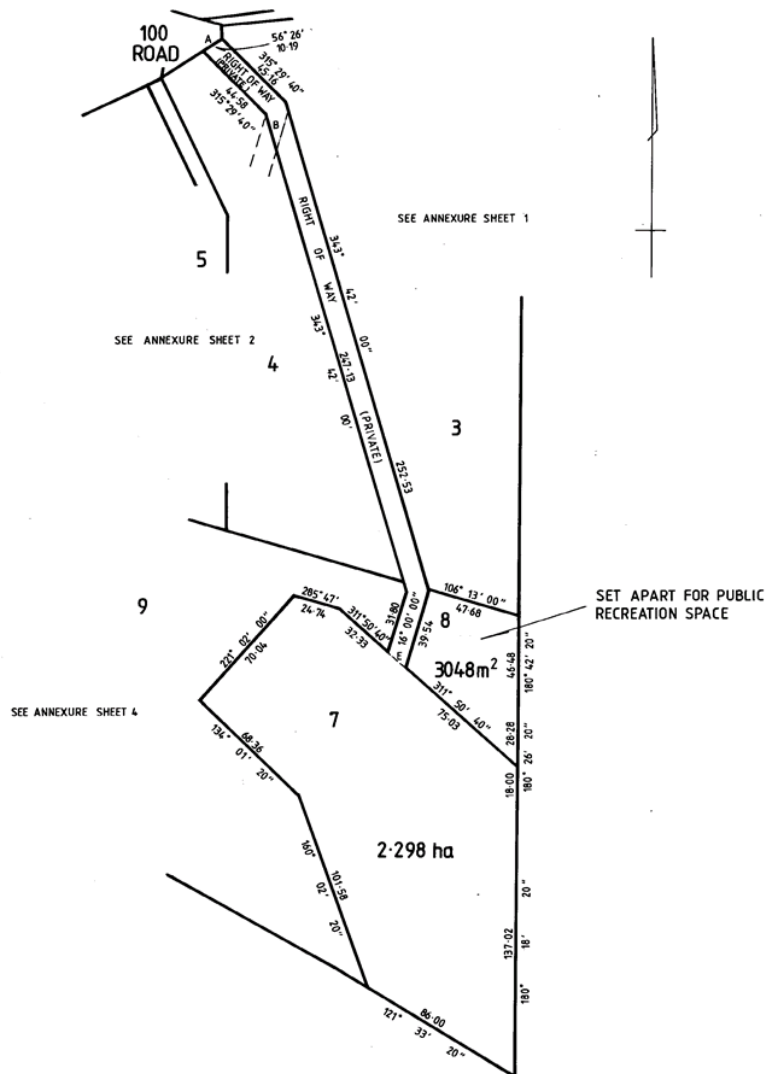 100
ROAD
A
56° 26'
10·19
315° 29' 40"
45·16
RIGHT OF WAY
(PRIVATE)
44·58
315° 29' 40"
B
RIGHT OF WAY (PRIVATE)
343° 42' 00"
252·53
343° 42' 00'
247·13
SEE ANNEXURE SHEET 1
5
SEE ANNEXURE SHEET 2
4
3
9
285° 47'
24·74
311° 50' 40"
32·33
31·80
E 16° 00' 00"
39·54
106° 13' 00"
47·68
8
SET APART FOR PUBLIC
RECREATION SPACE
3048m²
46·48
180° 42' 20"
221° 02' 00"
70·04
311° 50' 40"
75·03
28·28
180° 26' 20"
18·00
SEE ANNEXURE SHEET 4
7
68·36
134° 01' 20"
2·298 ha
101·58
160° 02' 20"
137·02
180° 18' 20"
86·00
121° 33' 20"